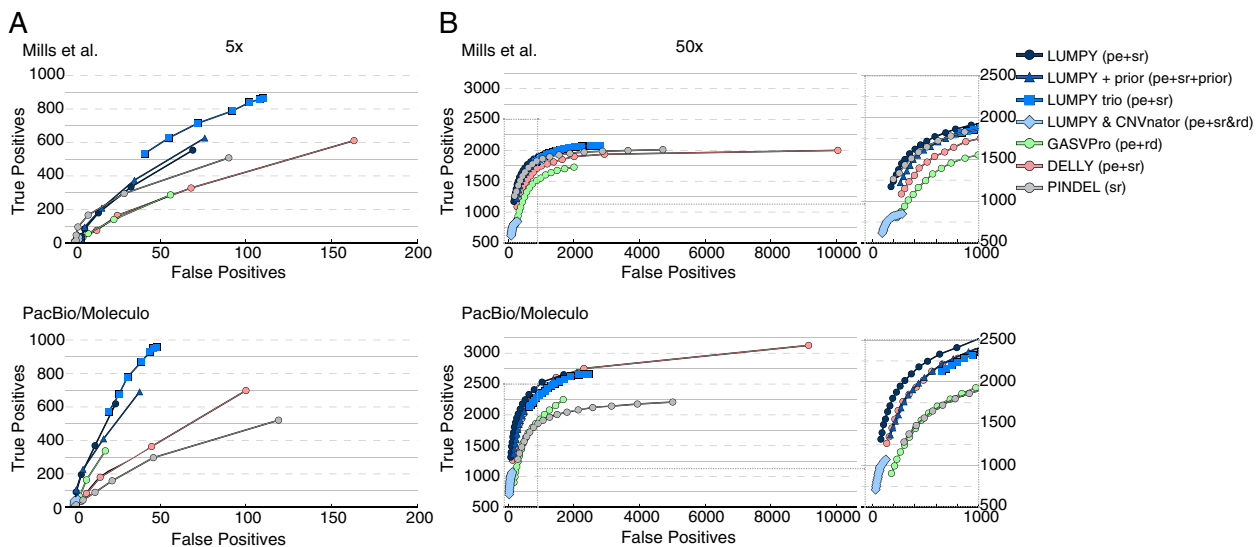 A
Mills et al.
5x
1000
800
600
400
200
0
True Positives
0
50
100
150
200
False Positives
PacBio/Moleculo
1000
800
600
400
200
0
True Positives
0
50
100
150
200
False Positives
B
Mills et al.
50x
3000
2500
2000
1500
1000
500
True Positives
0
2000
4000
6000
8000
10000
False Positives
2500
2000
1500
1000
500
0
1000
PacBio/Moleculo
3000
2500
2000
1500
1000
500
True Positives
0
2000
4000
6000
8000
10000
False Positives
2500
2000
1500
1000
500
0
1000
LUMPY (pe+sr)
LUMPY + prior (pe+sr+prior)
LUMPY trio (pe+sr)
LUMPY & CNVnator (pe+sr&rd)
GASVPro (pe+rd)
DELLY (pe+sr)
PINDEL (sr)